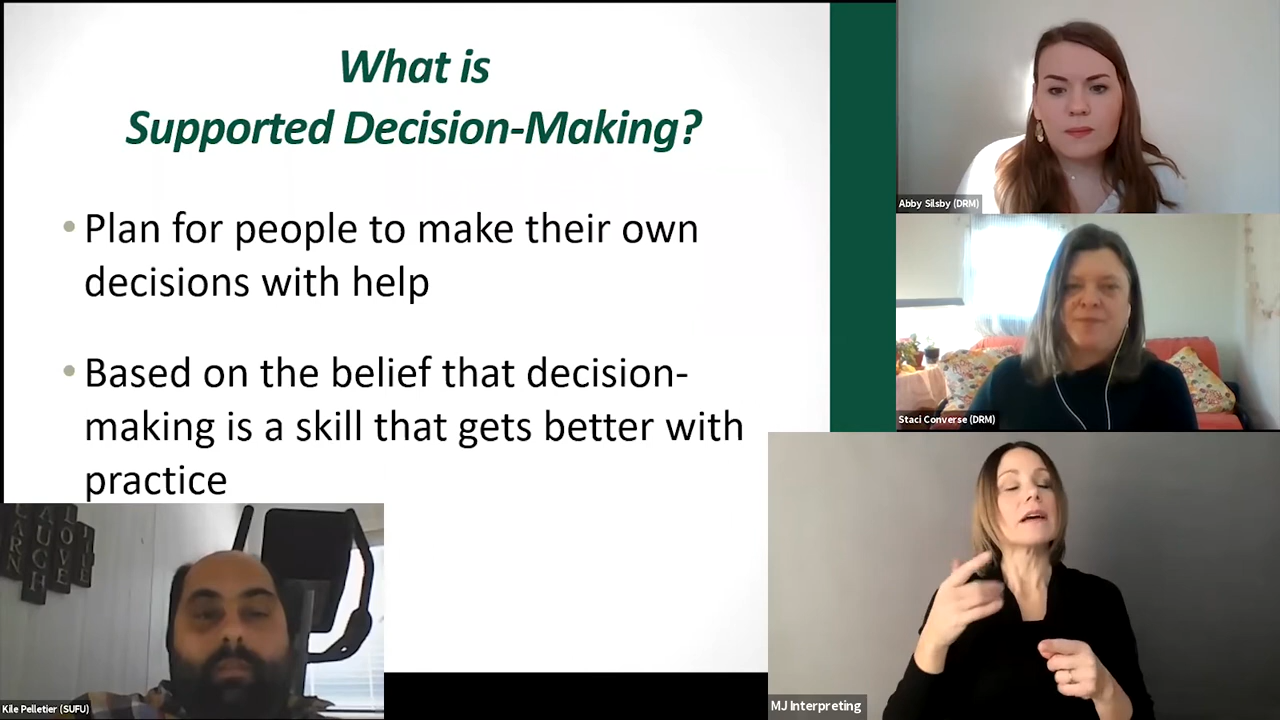 What is
Supported Decision-Making?
• Plan for people to make their own
decisions with help
• Based on the belief that decision-
making is a skill that gets better with
practice
Abby Silsby (DRM)
Staci Converse (DRM)
MJ Interpreting
LAUGH
LOVE
Kile Pelletier (SUFU)